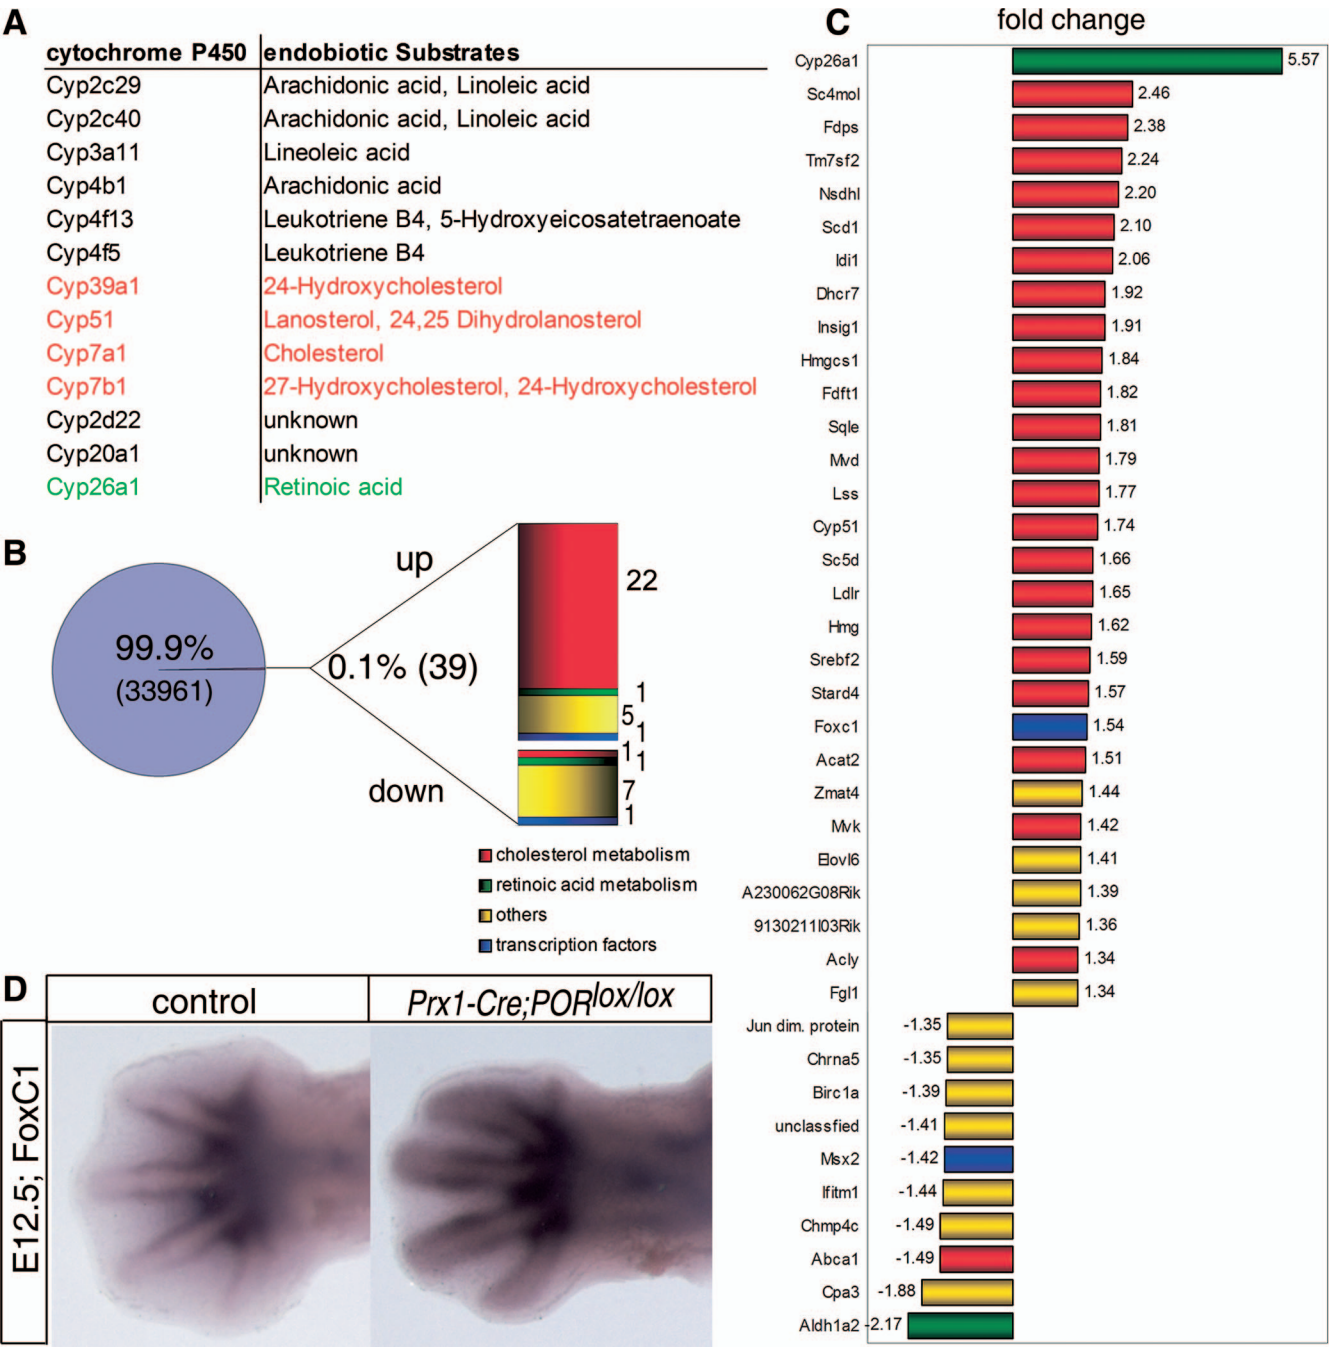 A
cytochrome P450 endobiotic Substrates
Cyp2c29 Arachidonic acid, Linoleic acid
Cyp2c40 Arachidonic acid, Linoleic acid
Cyp3a11 Lineoleic acid
Cyp4b1 Arachidonic acid
Cyp4f13 Leukotriene B4, 5-Hydroxyeicosatetraenoate
Cyp4f5 Leukotriene B4
Cyp39a1 24-Hydroxycholesterol
Cyp51 Lanosterol, 24,25 Dihydrolanosterol
Cyp7a1 Cholesterol
Cyp7b1 27-Hydroxycholesterol, 24-Hydroxycholesterol
Cyp2d22 unknown
Cyp20a1 unknown
Cyp26a1 Retinoic acid
B
99.9%
(33961)
up
0.1% (39)
down
22
1
5
1
1
1
7
1
cholesterol metabolism
retinoic acid metabolism
others
transcription factors
C
fold change
Cyp26a1 5.57
Sc4mol 2.46
Fdps 2.38
Tm7sf2 2.24
Nsdhl 2.20
Scd1 2.10
Idi1 2.06
Dhcr7 1.92
Insig1 1.91
Hmgcs1 1.84
Fdft1 1.82
Sqle 1.81
Mvd 1.79
Lss 1.77
Cyp51 1.74
Sc5d 1.66
Ldlr 1.65
Hmg 1.62
Srebf2 1.59
Stard4 1.57
Foxc1 1.54
Acat2 1.51
Zmat4 1.44
Mvk 1.42
Elovl6 1.41
A230062G08Rik 1.39
9130211I03Rik 1.36
Acly 1.34
Fgl1 1.34
Jun dim. protein -1.35
Chrna5 -1.35
Birc1a -1.39
unclassfied -1.41
Msx2 -1.42
Ifitm1 -1.44
Chmp4c -1.49
Abca1 -1.49
Cpa3 -1.88
Aldh1a2 -2.17
D
control Prx1-Cre;PORlox/lox
E12.5; FoxC1